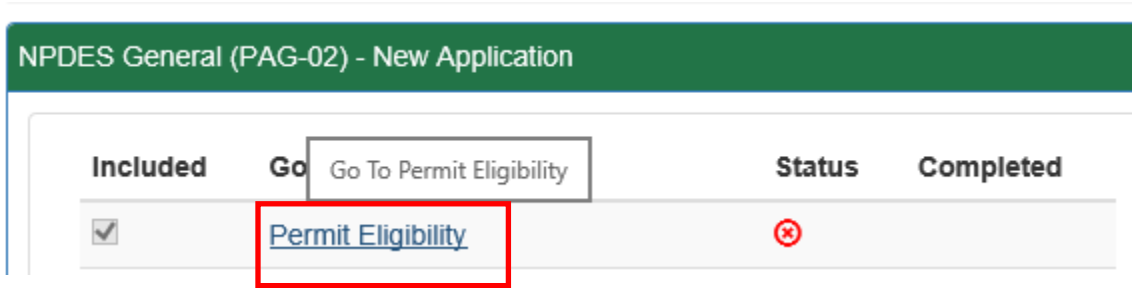 NPDES General (PAG-02) - New Application
Included Go Status Completed
Go To Permit Eligibility
Permit Eligibility